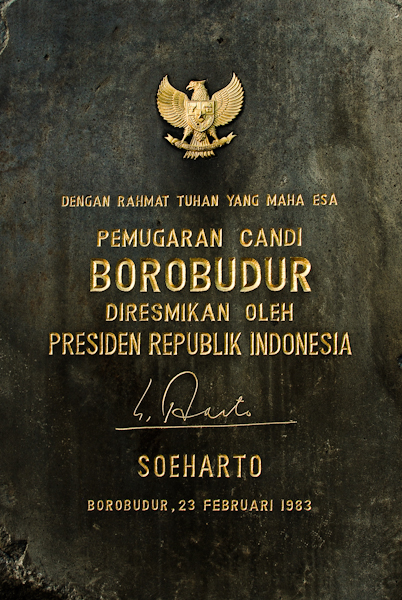 DENGAN RAHMAT TUHAN YANG MAHA ESA
PEMUGARAN CANDI
BOROBUDUR
DIRESMIKAN OLEH
PRESIDEN REPUBLIK INDONESIA
SOEHARTO
BOROBUDUR, 23 FEBRUARI 1983